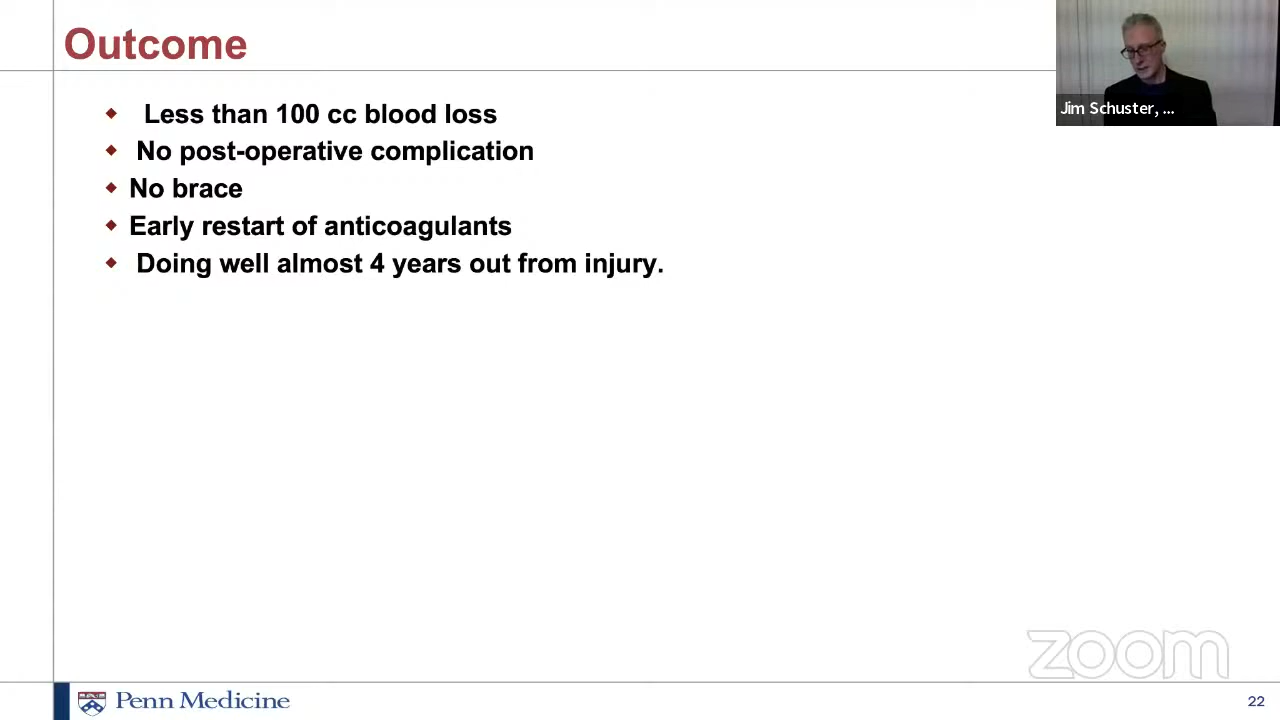 Outcome
Jim Schuster, ...
Less than 100 cc blood loss
No post-operative complication
No brace
Early restart of anticoagulants
Doing well almost 4 years out from injury.
zoom
Penn Medicine
22